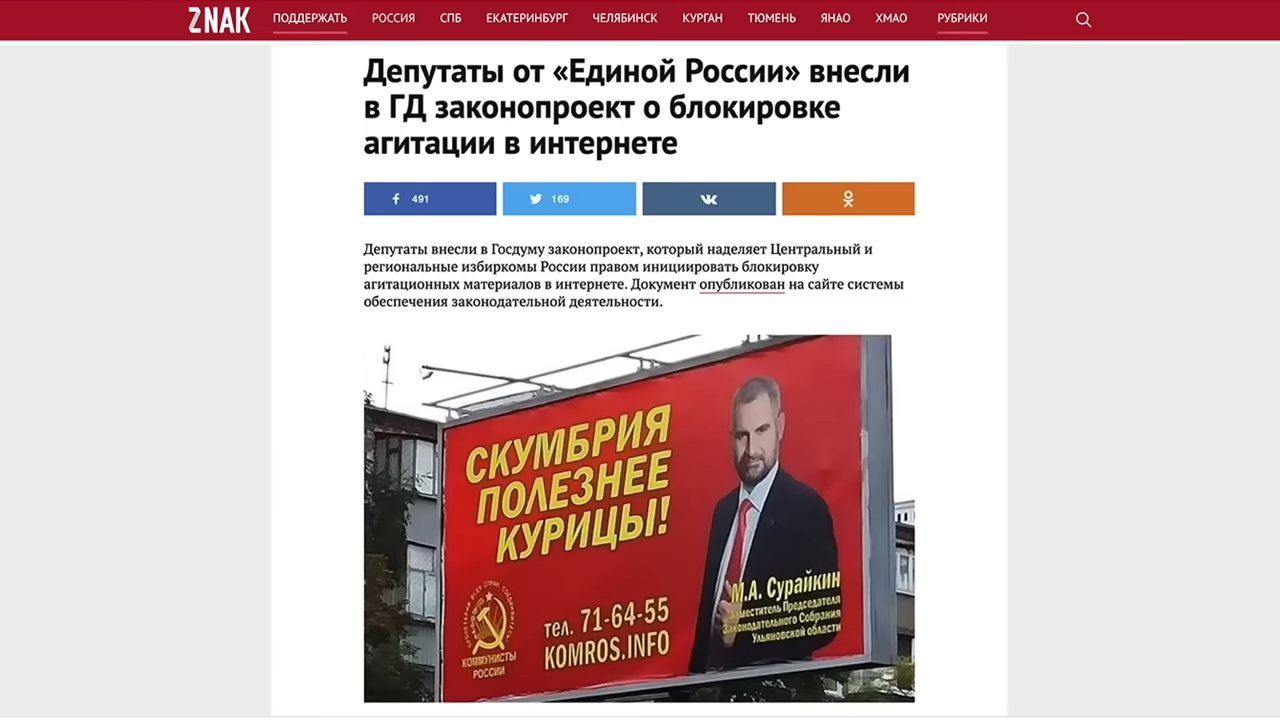 ZNAK ПОДДЕРЖАТЬ РОССИЯ СПБ ЕКАТЕРИНБУРГ ЧЕЛЯБИНСК КУРГАН ТЮМЕНЬ ЯНАО ХМАО РУБРИКИ
Депутаты от «Единой России» внесли
в ГД законопроект о блокировке
агитации в интернете
491 169
Депутаты внесли в Госдуму законопроект, который наделяет Центральный и
региональные избиркомы России правом инициировать блокировку
агитационных материалов в интернете. Документ опубликован на сайте системы
обеспечения законодательной деятельности.
СКУМБРИЯ
ПОЛЕЗНЕЕ
КУРИЦЫ!
М.А. Сурайкин
Заместитель Председателя
Законодательного Собрания
Ульяновской области
тел. 71-64-55
KOMROS.INFO
КОММУНИСТЫ
РОССИИ